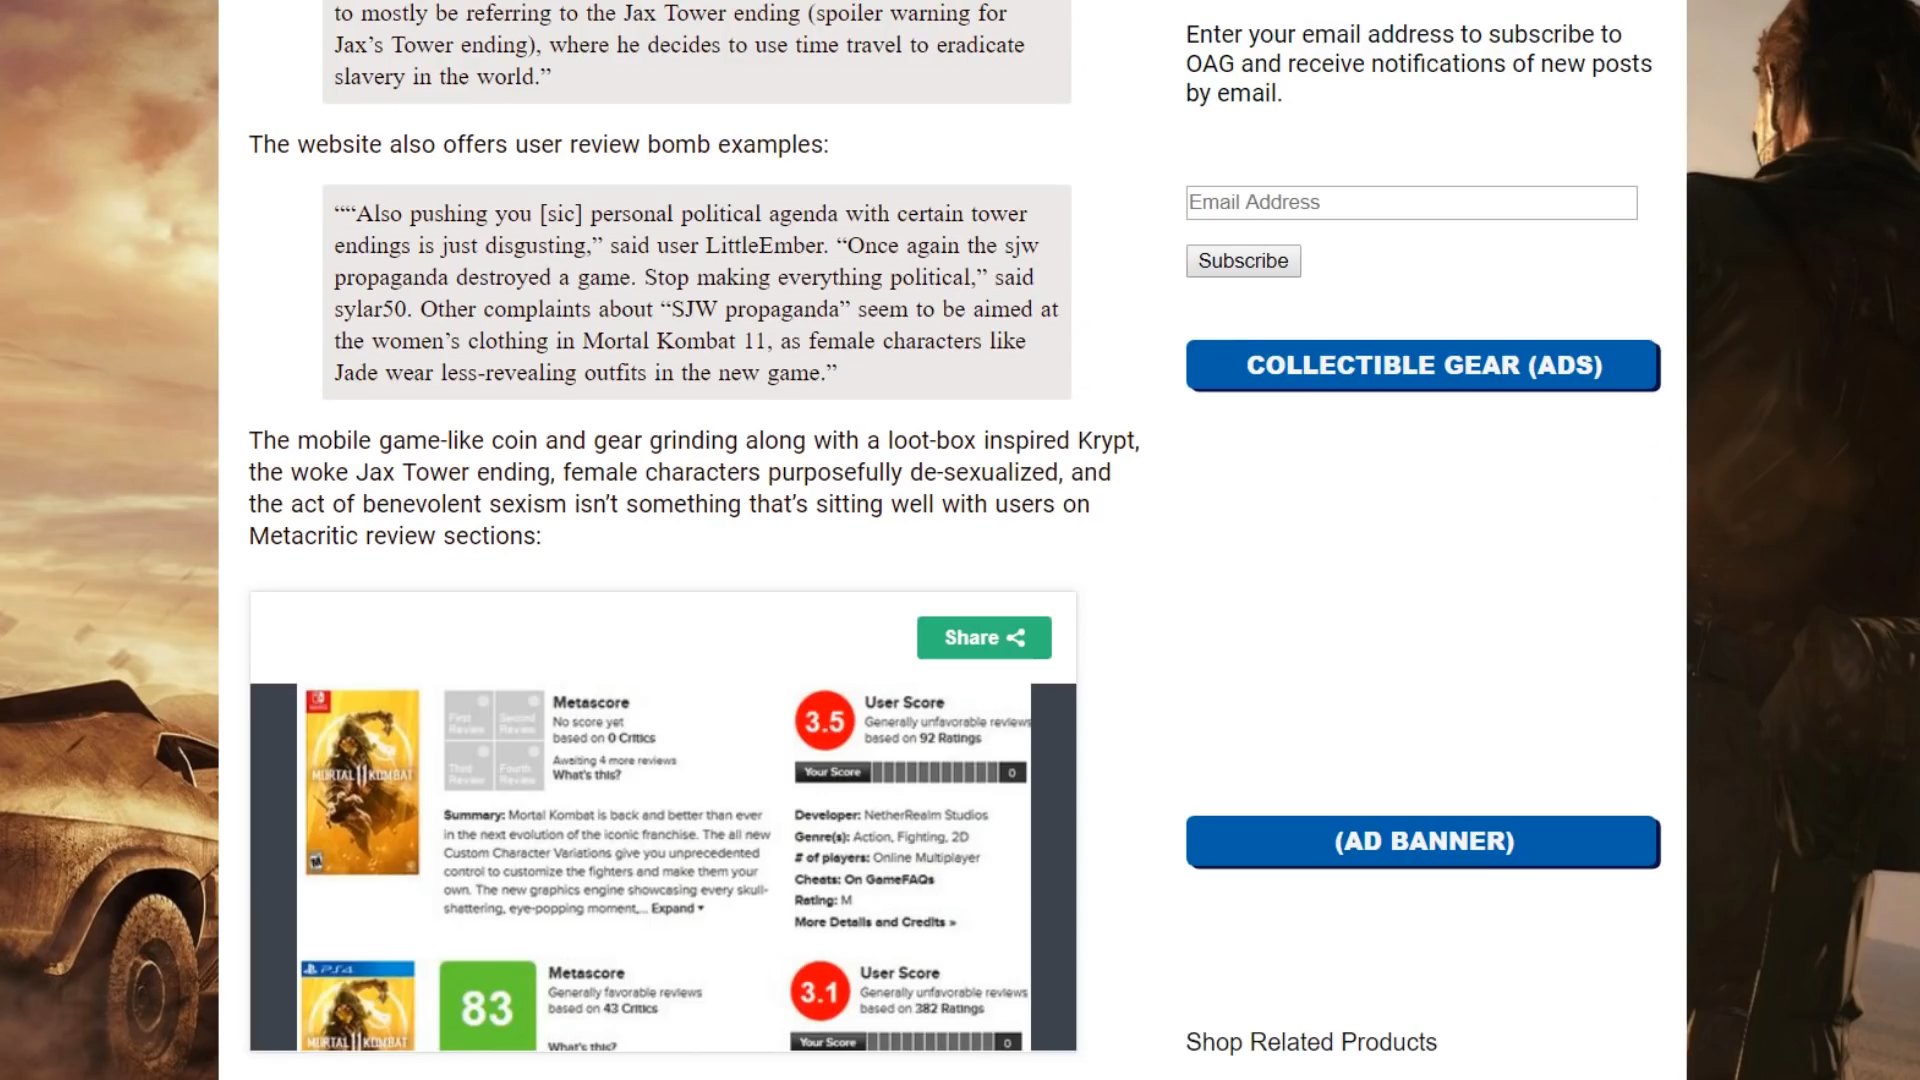 to mostly be referring to the Jax Tower ending (spoiler warning for
Jax’s Tower ending), where he decides to use time travel to eradicate
slavery in the world.”
The website also offers user review bomb examples:
““Also pushing you [sic] personal political agenda with certain tower
endings is just disgusting,” said user LittleEmber. “Once again the sjw
propaganda destroyed a game. Stop making everything political,” said
sylar50. Other complaints about “SJW propaganda” seem to be aimed at
the women’s clothing in Mortal Kombat 11, as female characters like
Jade wear less-revealing outfits in the new game.”
The mobile game-like coin and gear grinding along with a loot-box inspired Krypt,
the woke Jax Tower ending, female characters purposefully de-sexualized, and
the act of benevolent sexism isn’t something that’s sitting well with users on
Metacritic review sections:
Share
MORTAL KOMBAT
First Review
Second Review
Third Review
Fourth Review
Metascore
No score yet
based on 0 Critics
Awaiting 4 more reviews
What's this?
3.5
User Score
Generally unfavorable reviews
based on 92 Ratings
Your Score
0
Summary: Mortal Kombat is back and better than ever
in the next evolution of the iconic franchise. The all new
Custom Character Variations give you unprecedented
control to customize the fighters and make them your
own. The new graphics engine showcasing every skull-
shattering, eye-popping moment,... Expand
Developer: NetherRealm Studios
Genre(s): Action, Fighting, 2D
# of players: Online Multiplayer
Cheats: On GameFAQs
Rating: M
More Details and Credits »
PS4
MORTAL KOMBAT
83
Metascore
Generally favorable reviews
based on 43 Critics
What's this?
3.1
User Score
Generally unfavorable reviews
based on 382 Ratings
Your Score
0
Enter your email address to subscribe to
OAG and receive notifications of new posts
by email.
Email Address
Subscribe
COLLECTIBLE GEAR (ADS)
(AD BANNER)
Shop Related Products